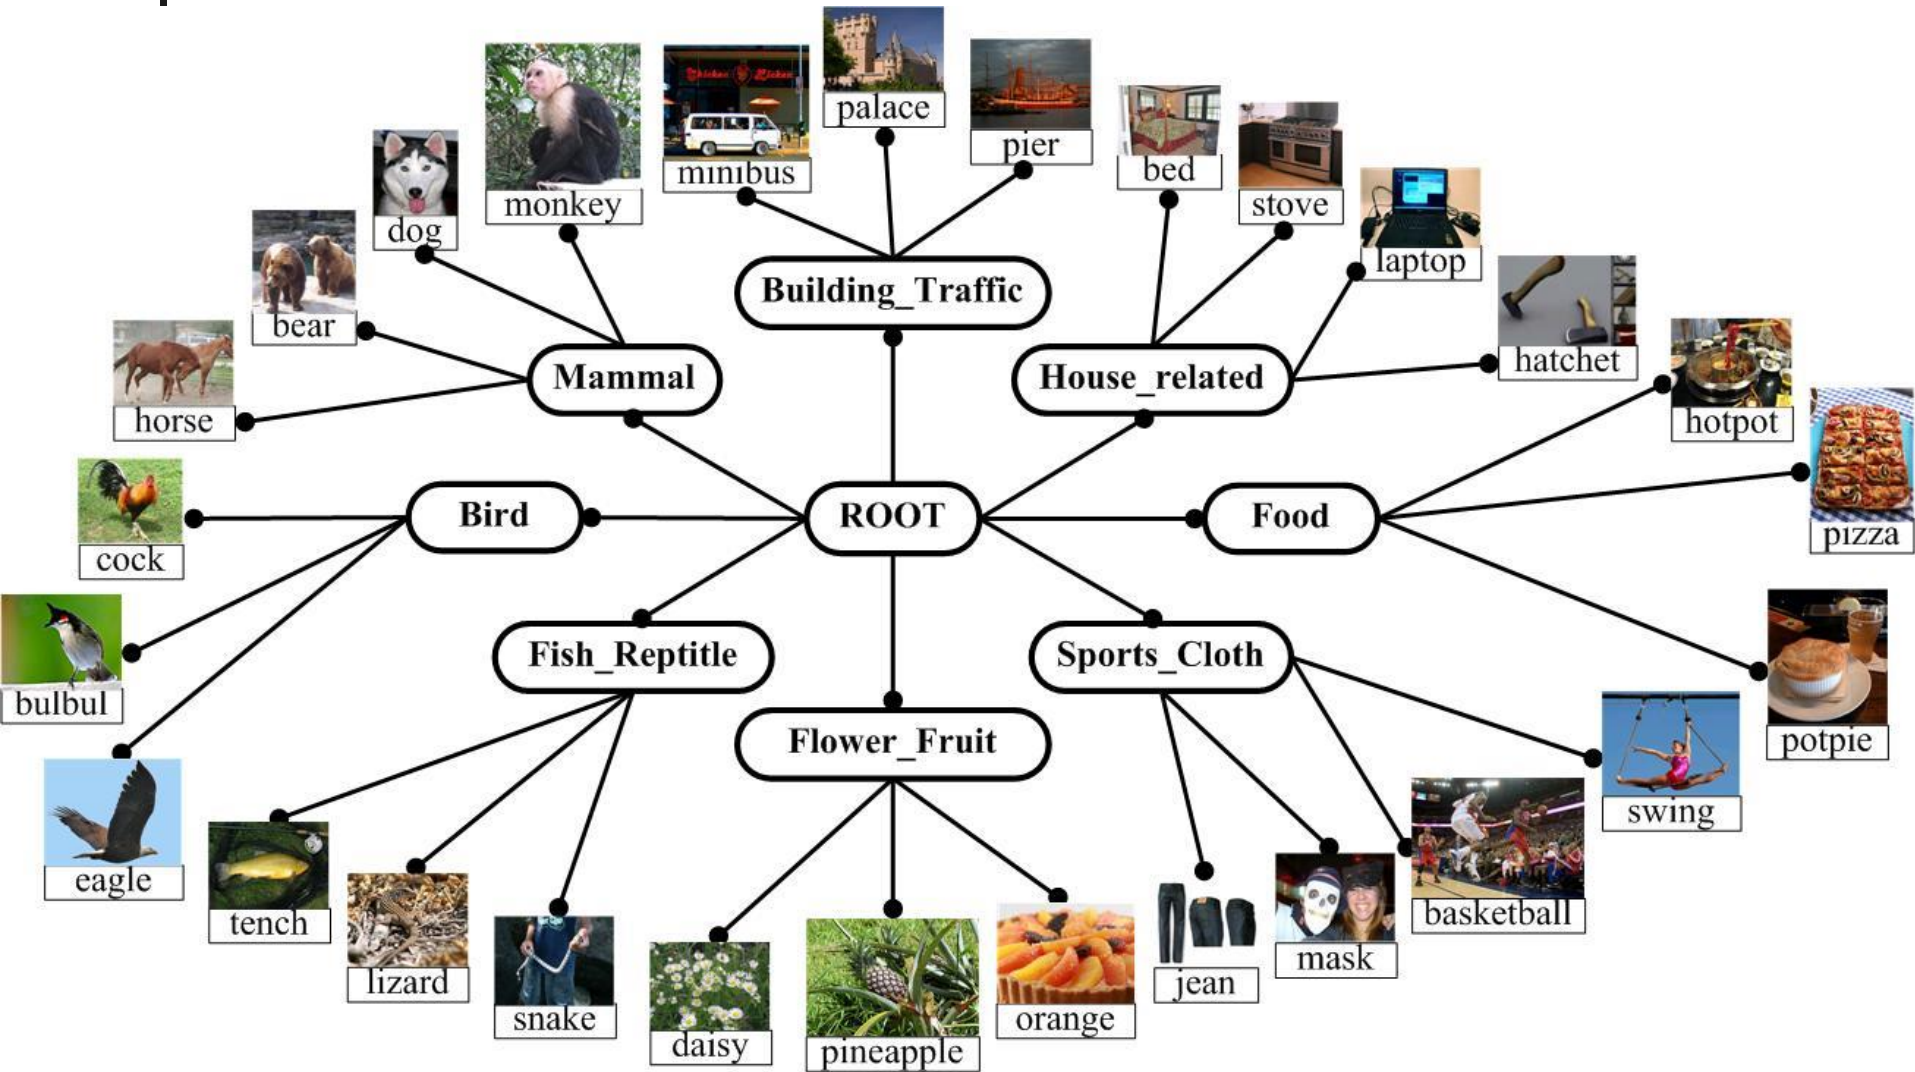 palace
pier
minibus
bed
stove
monkey
dog
laptop
bear
Building_Traffic
hatchet
horse
Mammal
House_related
hotpot
cock
Bird
ROOT
Food
pizza
bulbul
Fish_Reptitle
Sports_Cloth
potpie
Flower_Fruit
swing
eagle
tench
basketball
lizard
mask
jean
snake
orange
daisy
pineapple